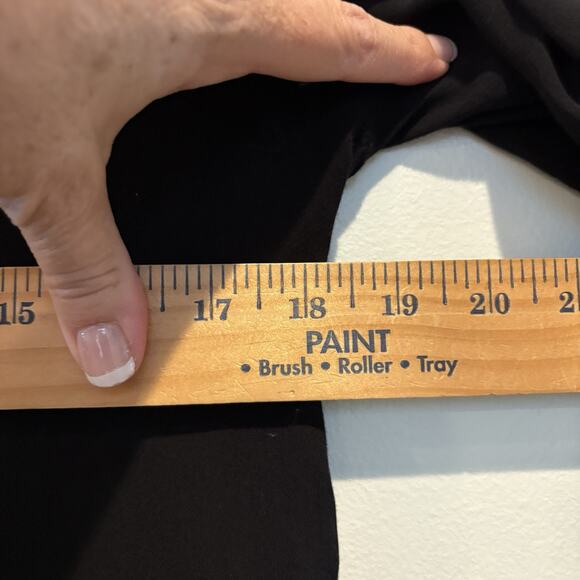 15 17 18 19 20 2
PAINT
• Brush • Roller • Tray